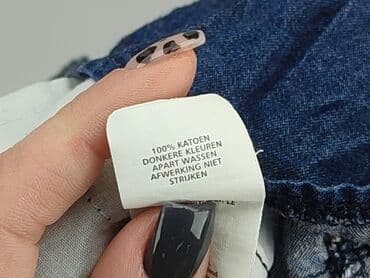 100% KATOEN
DONKERE KLEUREN
APART WASSEN
AFWERKING NIET
STRIJKEN